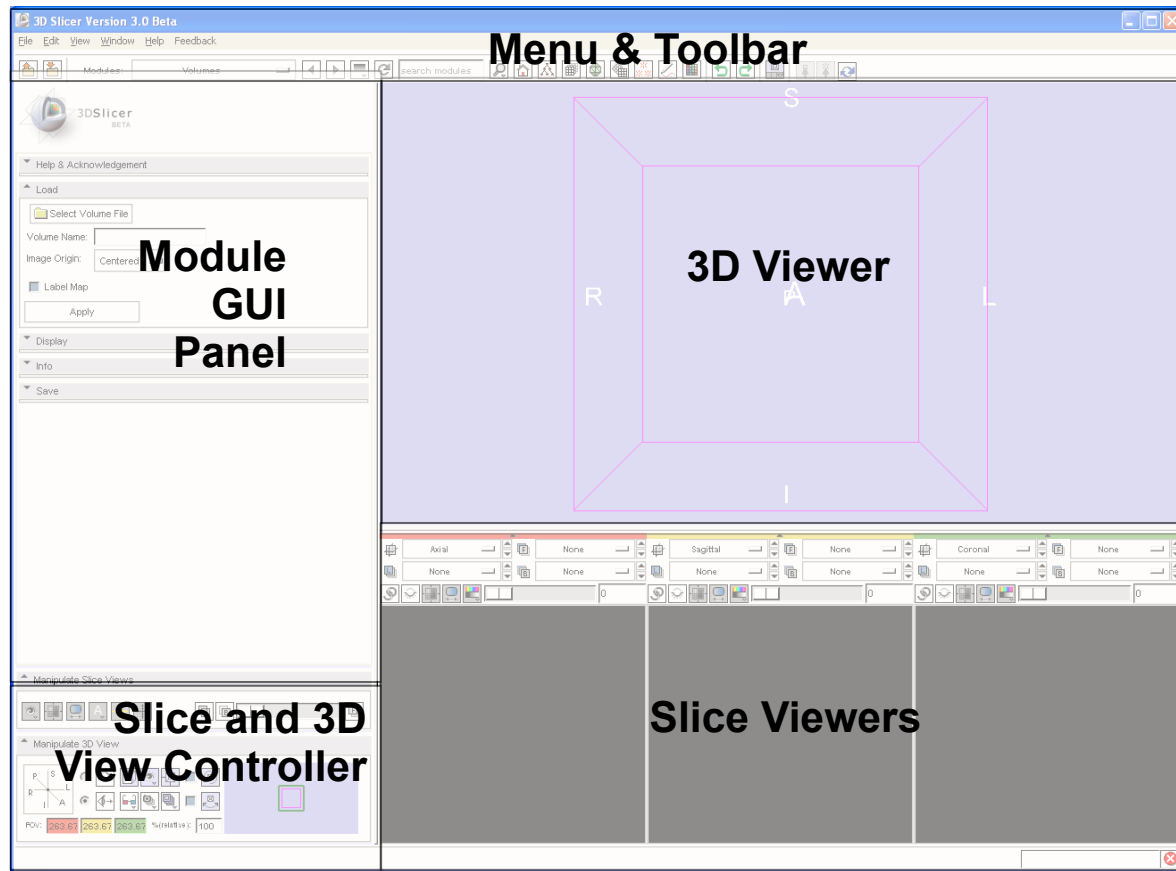 3D Slicer Version 3.0 Beta
File Edit View Window Help Feedback
Menu & Toolbar
Modules: Volumes search modules
3DSlicer
BETA
S
Help & Acknowledgement
Load
Select Volume File
Volume Name:
Module
Image Origin: Centered
3D Viewer
Label Map
GUI
R A L
Apply
Display
Panel
Info
Save
I
Axial None Sagittal None Coronal None
None None None None None None
0 0 0
Manipulate Slice Views
Slice and 3D
Slice Viewers
Manipulate 3D View
View Controller
P S
R L
I A
FOV: 263.67 263.67 263.67 %(relative): 100